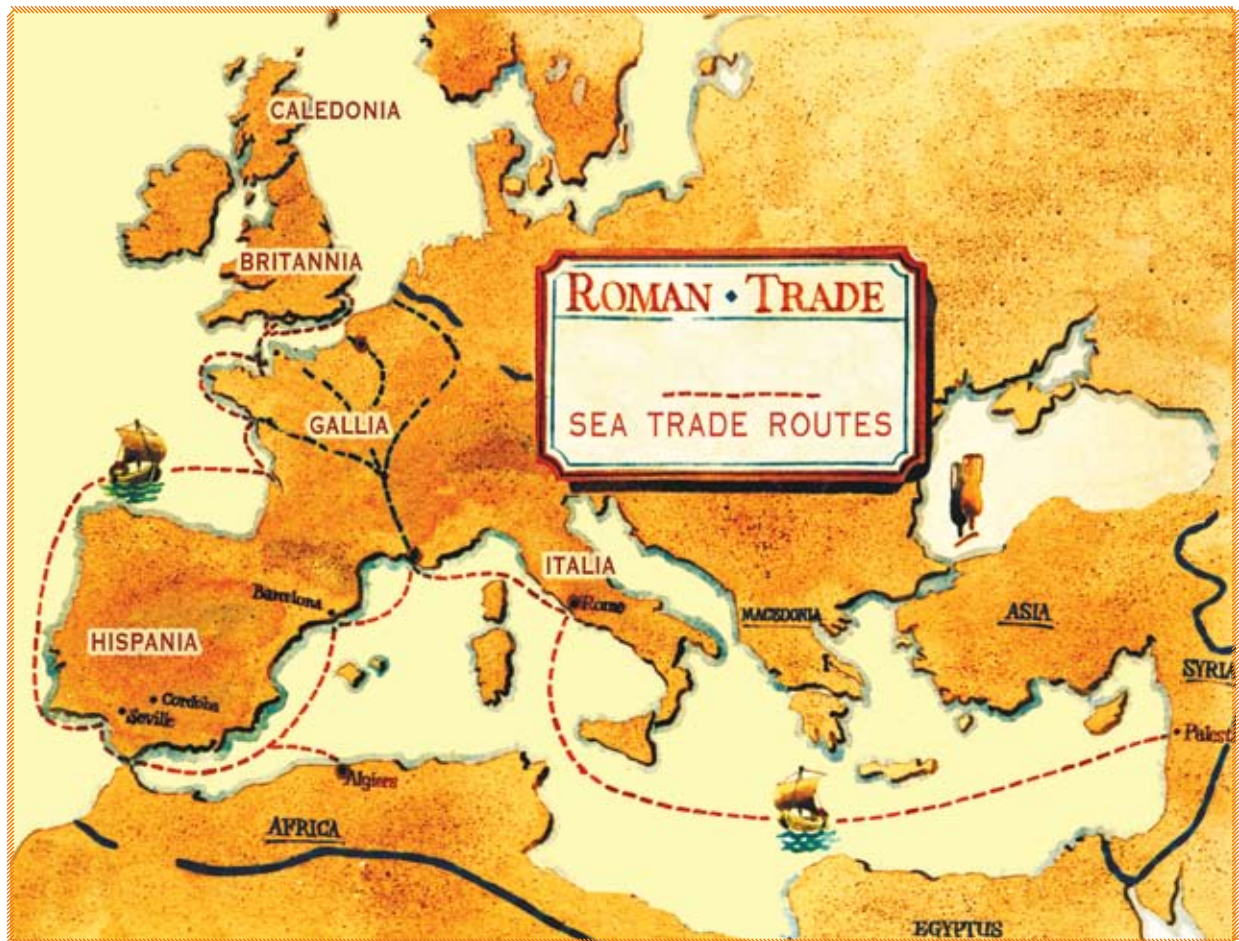 CALEDONIA
BRITANNIA
ROMAN • TRADE
SEA TRADE ROUTES
GALLIA
ITALIA
Barcelona
Rome
MACEDONIA
ASIA
HISPANIA
SYRIA
Cordoba
Seville
Palest
Algiers
AFRICA
EGYPTUS